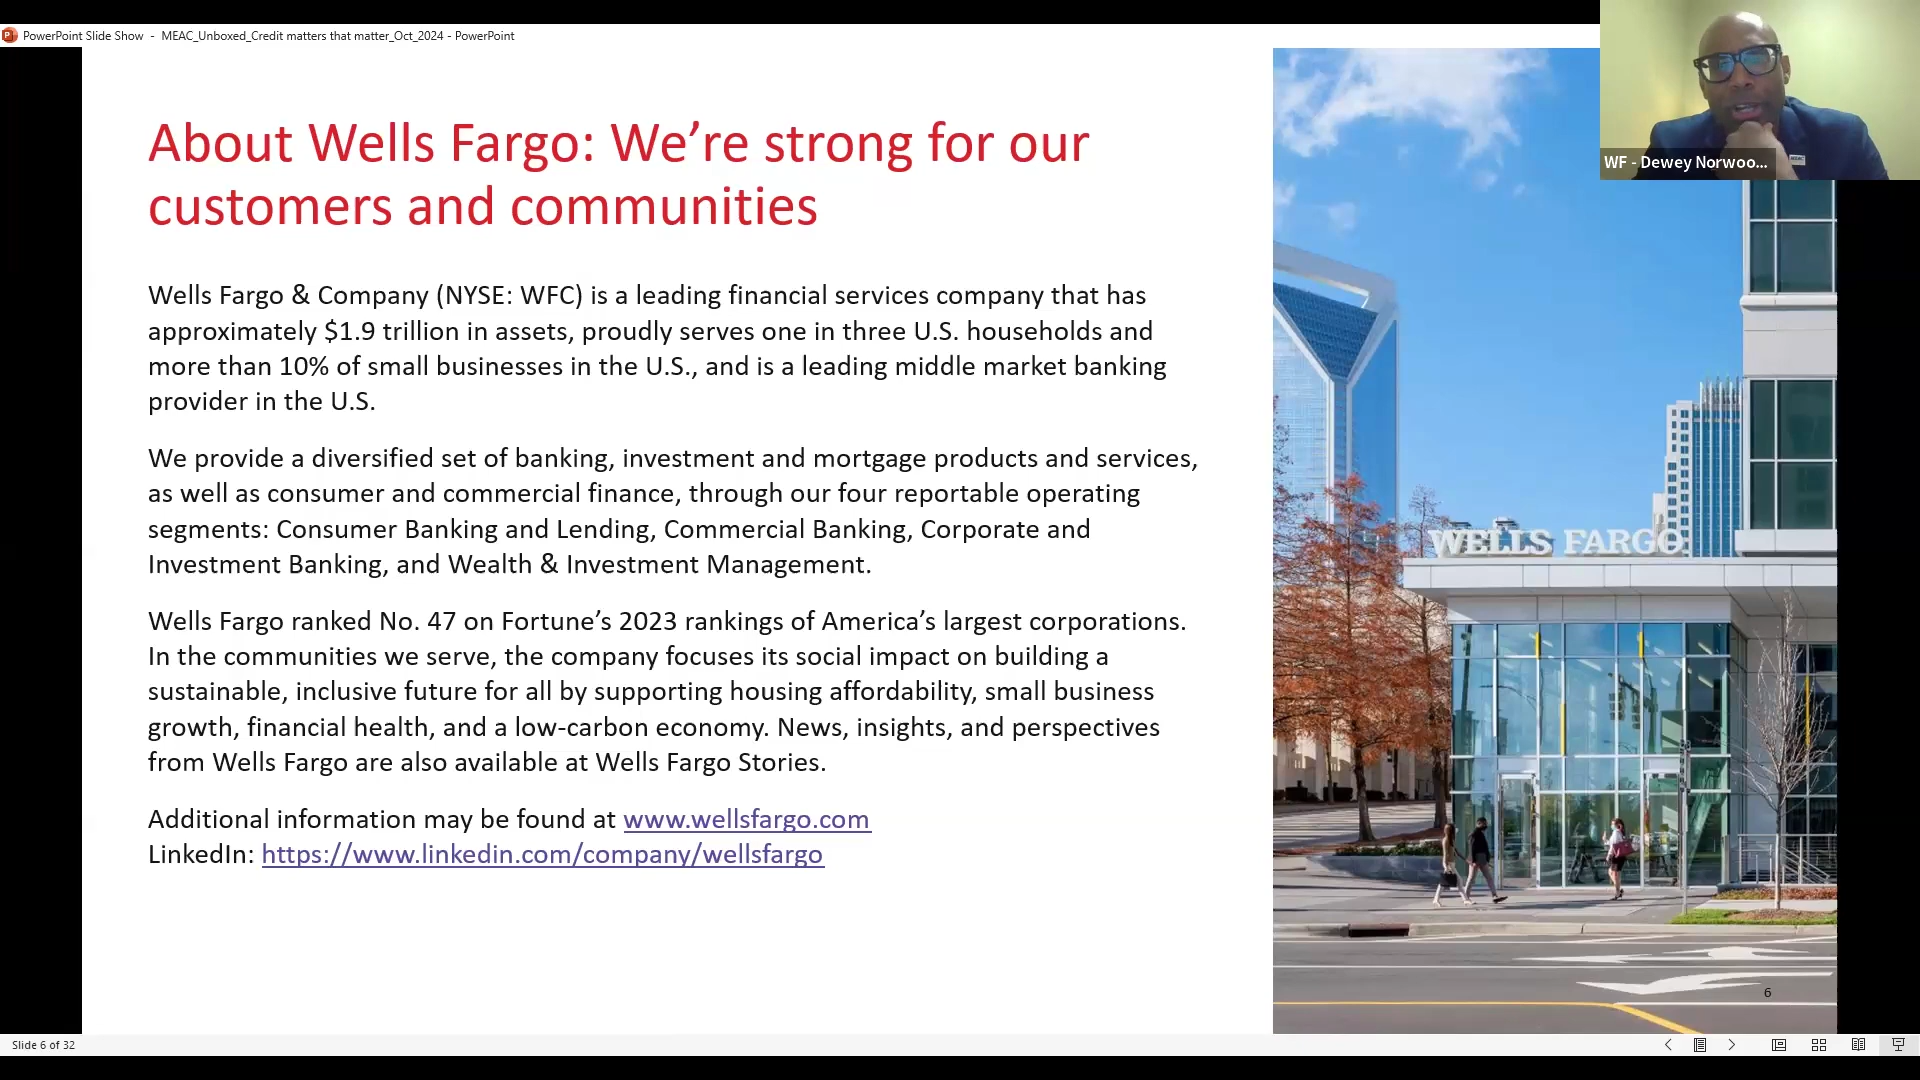 PowerPoint Slide Show - MEAC_Unboxed_Credit matters that matter_Oct_2024 - PowerPoint
WF - Dewey Norwoo...
About Wells Fargo: We’re strong for our
customers and communities
Wells Fargo & Company (NYSE: WFC) is a leading financial services company that has
approximately $1.9 trillion in assets, proudly serves one in three U.S. households and
more than 10% of small businesses in the U.S., and is a leading middle market banking
provider in the U.S.
We provide a diversified set of banking, investment and mortgage products and services,
as well as consumer and commercial finance, through our four reportable operating
segments: Consumer Banking and Lending, Commercial Banking, Corporate and
Investment Banking, and Wealth & Investment Management.
Wells Fargo ranked No. 47 on Fortune’s 2023 rankings of America’s largest corporations.
In the communities we serve, the company focuses its social impact on building a
sustainable, inclusive future for all by supporting housing affordability, small business
growth, financial health, and a low-carbon economy. News, insights, and perspectives
from Wells Fargo are also available at Wells Fargo Stories.
Additional information may be found at www.wellsfargo.com
LinkedIn: https://www.linkedin.com/company/wellsfargo
WELLS FARGO
6
Slide 6 of 32